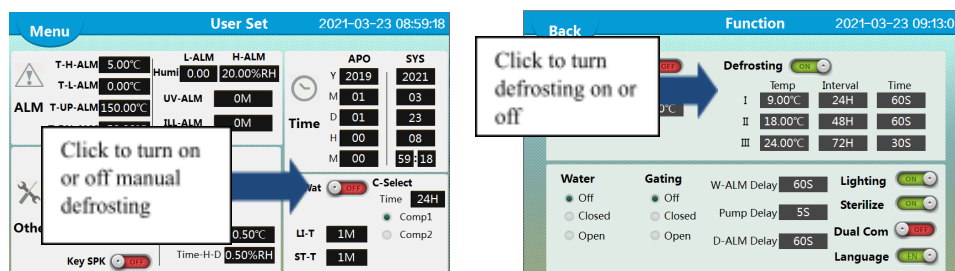 Menu
User Set
2021-03-23 08:59:18
T-H-ALM 5.00℃
T-L-ALM 0.00℃
ALM T-UP-ALM 150.00℃
L-ALM H-ALM
Humi 0.00 20.00%RH
UV-ALM 0M
ILL-ALM 0M
Time
APO SYS
Y 2019 2021
M 01 03
D 01 23
H 00 08
M 00 59:18
Click to turn on
or off manual
defrosting
OFF
C-Select
Time 24H
Comp1
Comp2
0.50℃
Time-H-D 0.50%RH
LI-T 1M
ST-T 1M
Key SPK OFF
Back
Function
2021-03-23 09:13:0
Click to turn
defrosting on or
off
OFF
Defrosting ON
Temp Interval Time
I 9.00℃ 24H 60S
II 18.00℃ 48H 60S
III 24.00℃ 72H 30S
Water
Off
Closed
Open
Gating
Off
Closed
Open
W-ALM Delay 60S
Pump Delay 5S
D-ALM Delay 60S
Lighting ON
Sterilize ON
Dual Com OFF
Language EN